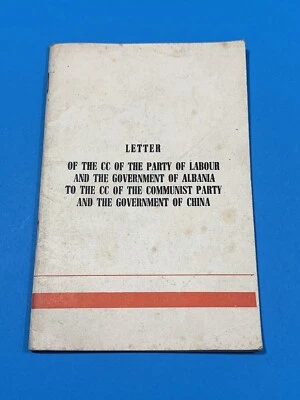 LETTER
OF THE CC OF THE PARTY OF LABOUR
AND THE GOVERNMENT OF ALBANIA
TO THE CC OF THE COMMUNIST PARTY
AND THE GOVERNMENT OF CHINA